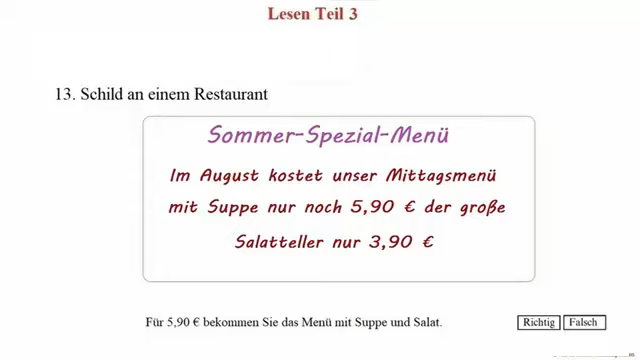 Lesen Teil 3
13. Schild an einem Restaurant
Sommer-Spezial-Menü
Im August kostet unser Mittagsmenü
mit Suppe nur noch 5,90 € der große
Salatteller nur 3,90 €
Für 5,90 € bekommen Sie das Menü mit Suppe und Salat.
Richtig Falsch